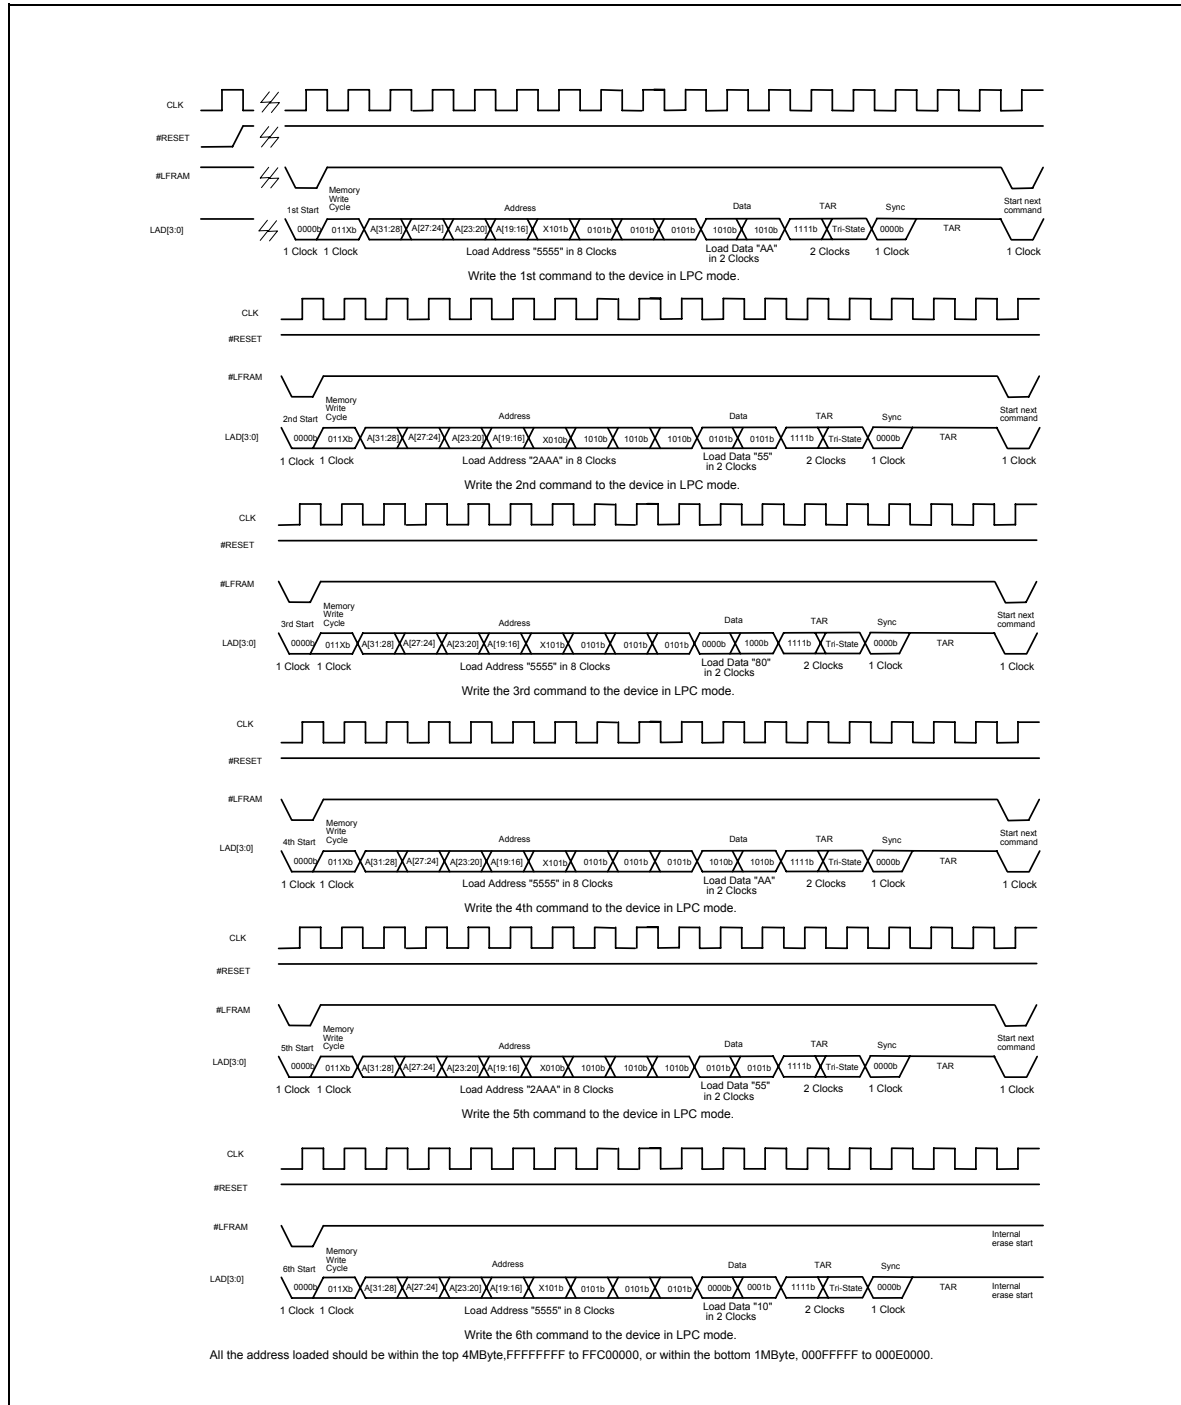 CLK
#RESET
#LFRAM
Memory
Write
Cycle
1st Start Address Data TAR Sync Start next
command
LAD[3:0] 0000b 011Xb A[31:28] A[27:24] A[23:20] A[19:16] X101b 0101b 0101b 0101b 1010b 1010b 1111b Tri-State 0000b TAR
1 Clock 1 Clock Load Address "5555" in 8 Clocks Load Data "AA"
in 2 Clocks 2 Clocks 1 Clock 1 Clock
Write the 1st command to the device in LPC mode.
CLK
#RESET
#LFRAM
Memory
Write
Cycle
2nd Start Address Data TAR Sync Start next
command
LAD[3:0] 0000b 011Xb A[31:28] A[27:24] A[23:20] A[19:16] X010b 1010b 1010b 1010b 0101b 0101b 1111b Tri-State 0000b TAR
1 Clock 1 Clock Load Address "2AAA" in 8 Clocks Load Data "55"
in 2 Clocks 2 Clocks 1 Clock 1 Clock
Write the 2nd command to the device in LPC mode.
CLK
#RESET
#LFRAM
Memory
Write
Cycle
3rd Start Address Data TAR Sync Start next
command
LAD[3:0] 0000b 011Xb A[31:28] A[27:24] A[23:20] A[19:16] X101b 0101b 0101b 0101b 0000b 1000b 1111b Tri-State 0000b TAR
1 Clock 1 Clock Load Address "5555" in 8 Clocks Load Data "80"
in 2 Clocks 2 Clocks 1 Clock 1 Clock
Write the 3rd command to the device in LPC mode.
CLK
#RESET
#LFRAM
Memory
Write
Cycle
4th Start Address Data TAR Sync Start next
command
LAD[3:0] 0000b 011Xb A[31:28] A[27:24] A[23:20] A[19:16] X101b 0101b 0101b 0101b 1010b 1010b 1111b Tri-State 0000b TAR
1 Clock 1 Clock Load Address "5555" in 8 Clocks Load Data "AA"
in 2 Clocks 2 Clocks 1 Clock 1 Clock
Write the 4th command to the device in LPC mode.
CLK
#RESET
#LFRAM
Memory
Write
Cycle
5th Start Address Data TAR Sync Start next
command
LAD[3:0] 0000b 011Xb A[31:28] A[27:24] A[23:20] A[19:16] X010b 1010b 1010b 1010b 0101b 0101b 1111b Tri-State 0000b TAR
1 Clock 1 Clock Load Address "2AAA" in 8 Clocks Load Data "55"
in 2 Clocks 2 Clocks 1 Clock 1 Clock
Write the 5th command to the device in LPC mode.
CLK
#RESET
#LFRAM Internal
erase start
Memory
Write
Cycle
6th Start Address Data TAR Sync
LAD[3:0] 0000b 011Xb A[31:28] A[27:24] A[23:20] A[19:16] X101b 0101b 0101b 0101b 0000b 0001b 1111b Tri-State 0000b TAR Internal
erase start
1 Clock 1 Clock Load Address "5555" in 8 Clocks Load Data "10"
in 2 Clocks 2 Clocks 1 Clock
Write the 6th command to the device in LPC mode.
All the address loaded should be within the top 4MByte,FFFFFFFF to FFC00000, or within the bottom 1MByte, 000FFFFF to 000E0000.